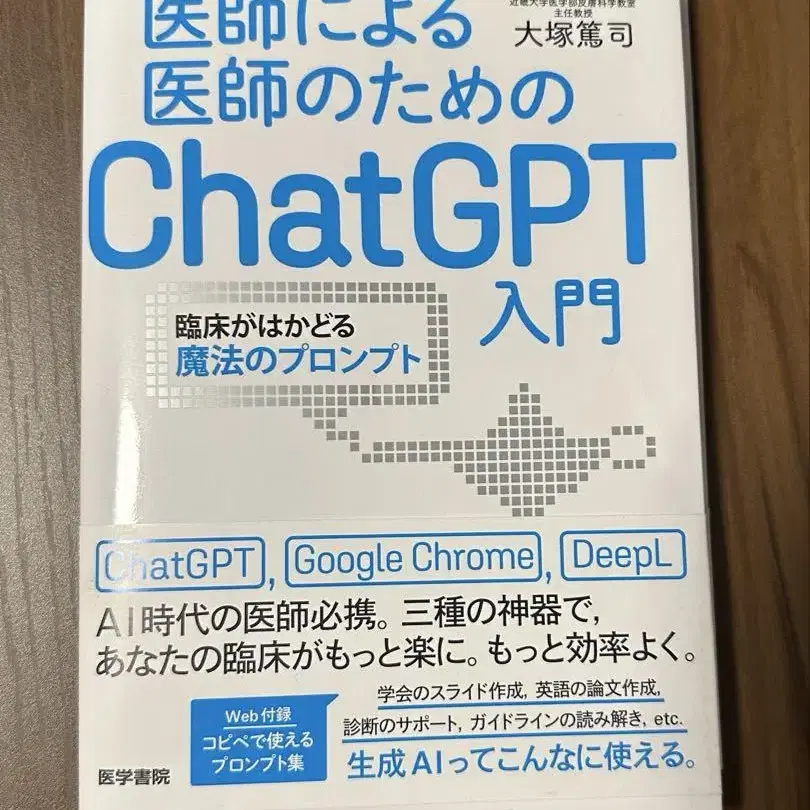 医師による
近畿大学医学部皮膚科学教室
主任教授
大塚篤司
医師のための
ChatGPT
入門
臨床がはかどる
魔法のプロンプト
ChatGPT, Google Chrome, DeepL
AI時代の医師必携。三種の神器で,
あなたの臨床がもっと楽に。もっと効率よく。
Web付録
コピペで使える
プロンプト集
学会のスライド作成, 英語の論文作成,
診断のサポート, ガイドラインの読み解き, etc.
生成AIってこんなに使える。
医学書院